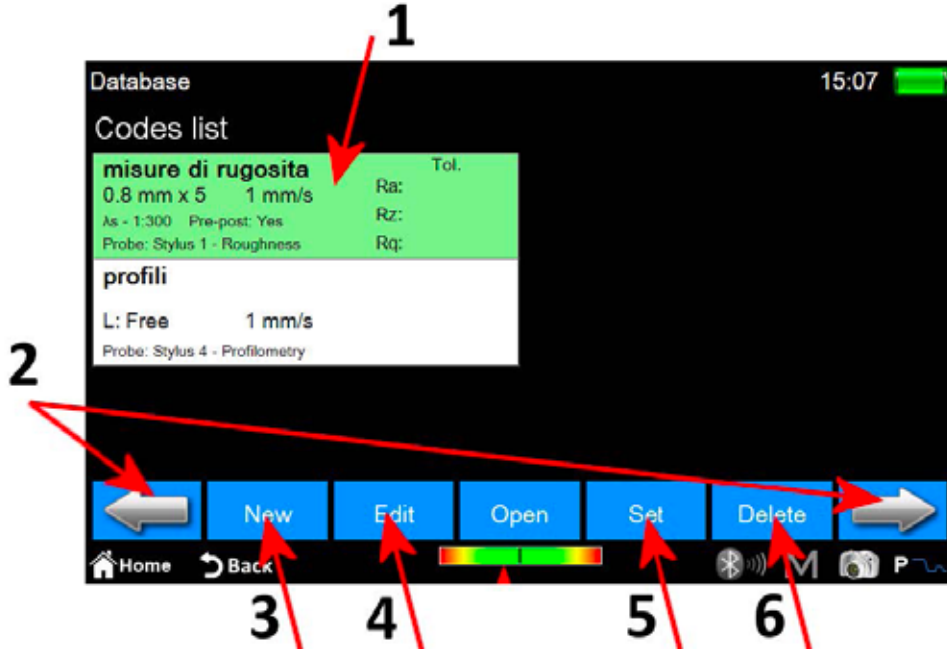 1
Database 15:07
Codes list
misure di rugosita Tol.
0.8 mm x 5 1 mm/s Ra:
λs - 1:300 Pre-post: Yes Rz:
Probe: Stylus 1 - Roughness Rq:
profili
L: Free 1 mm/s
Probe: Stylus 4 - Profilometry
2
New Edit Open Set Delete
Home Back M P
3 4 5 6